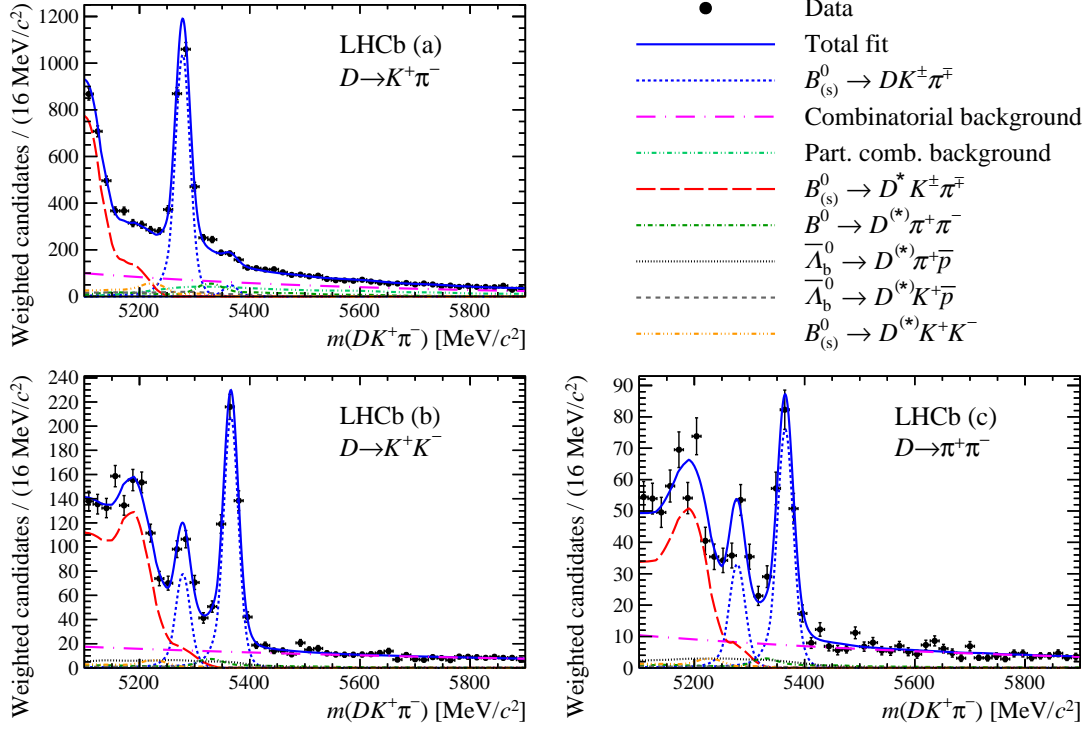 Weighted candidates / (16 MeV/c²)
1200
1000
800
600
400
200
0
LHCb (a)
D→K⁺π⁻
5200 5400 5600 5800
m(DK⁺π⁻) [MeV/c²]
Data
Total fit
B⁰₍ₛ₎ → DK^±π^∓
Combinatorial background
Part. comb. background
B⁰₍ₛ₎ → D* K^±π^∓
B⁰ → D⁽*⁾π⁺π⁻
Λ̅⁰_b → D⁽*⁾π⁺p̅
Λ̅⁰_b → D⁽*⁾K⁺p̅
B⁰₍ₛ₎ → D⁽*⁾K⁺K⁻
Weighted candidates / (16 MeV/c²)
240
220
200
180
160
140
120
100
80
60
40
20
0
LHCb (b)
D→K⁺K⁻
5200 5400 5600 5800
m(DK⁺π⁻) [MeV/c²]
Weighted candidates / (16 MeV/c²)
90
80
70
60
50
40
30
20
10
0
LHCb (c)
D→π⁺π⁻
5200 5400 5600 5800
m(DK⁺π⁻) [MeV/c²]